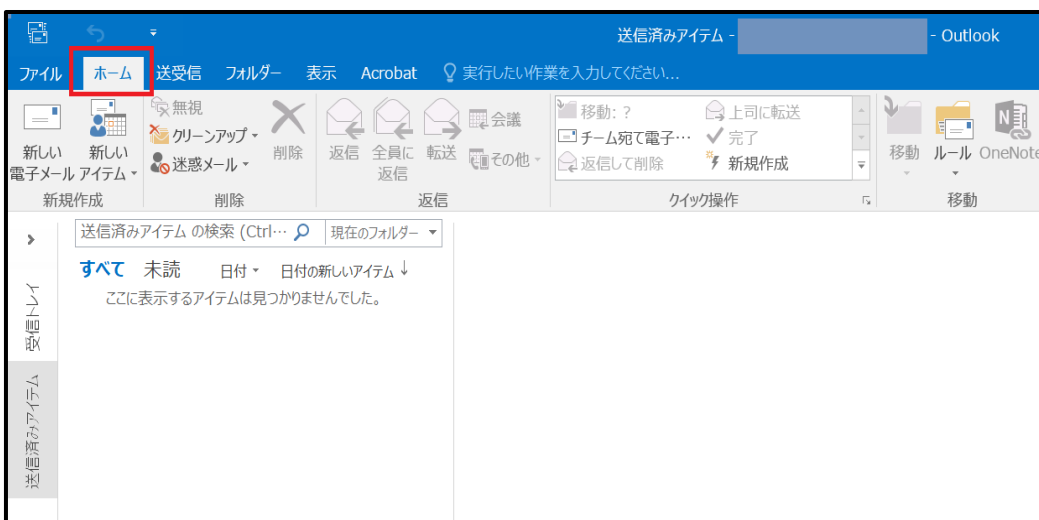 送信済みアイテム - - Outlook
ファイル ホーム 送受信 フォルダー 表示 Acrobat 実行したい作業を入力してください...
新しい
電子メール
新しい
アイテム
新規作成
無視
クリーンアップ
迷惑メール
削除
削除
返信
全員に
返信
転送
会議
その他
返信
移動: ?
チーム宛て電子…
返信して削除
上司に転送
完了
新規作成
クイック操作
移動
ルール
OneNote
移動
送信済みアイテム の検索 (Ctrl… 現在のフォルダー
すべて 未読 日付 日付の新しいアイテム ↓
ここに表示するアイテムは見つかりませんでした。
受信トレイ
送信済みアイテム